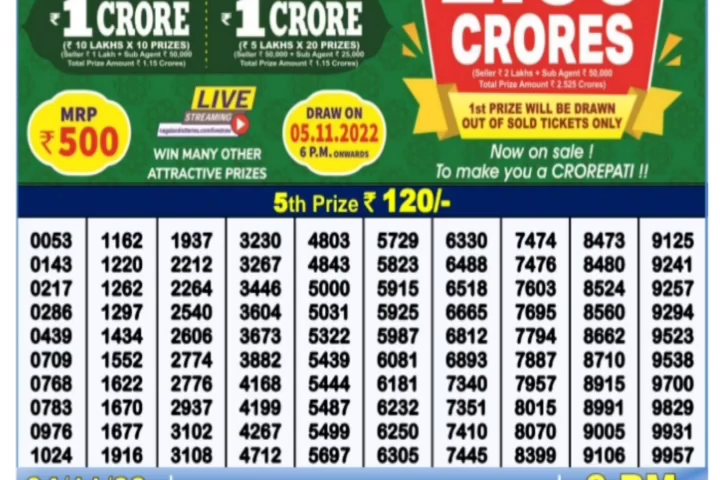 ₹1 CRORE
(₹ 10 LAKHS X 10 PRIZES)
(Seller ₹ 1 Lakh + Sub Agent ₹ 50,000
Total Prize Amount ₹ 1.15 Crores)
₹1 CRORE
(₹ 5 LAKHS X 20 PRIZES)
(Seller ₹ 50,000 + Sub Agent ₹ 25,000
Total Prize Amount ₹ 1.15 Crores)
CRORES
(Seller ₹ 2 Lakhs + Sub Agent ₹ 50,000
Total Prize Amount ₹ 2.525 Crores)
1st PRIZE WILL BE DRAWN
OUT OF SOLD TICKETS ONLY
MRP
₹500
LIVE
STREAMING
WIN MANY OTHER
ATTRACTIVE PRIZES
DRAW ON
05.11.2022
6 P.M. ONWARDS
Now on sale !
To make you a CROREPATI !!
5th Prize ₹ 120/-
0053 1162 1937 3230 4803 5729 6330 7474 8473 9125
0143 1220 2212 3267 4843 5823 6488 7476 8480 9241
0217 1262 2264 3446 5000 5915 6518 7603 8524 9257
0286 1297 2540 3604 5031 5925 6665 7695 8560 9294
0439 1434 2606 3673 5322 5987 6812 7794 8662 9523
0709 1552 2774 3882 5439 6081 6893 7887 8710 9538
0768 1622 2776 4168 5444 6181 7340 7957 8915 9700
0783 1670 2937 4199 5487 6232 7351 8015 8991 9829
0976 1677 3102 4267 5499 6250 7410 8070 9005 9931
1024 1916 3108 4712 5697 6305 7445 8399 9106 9957